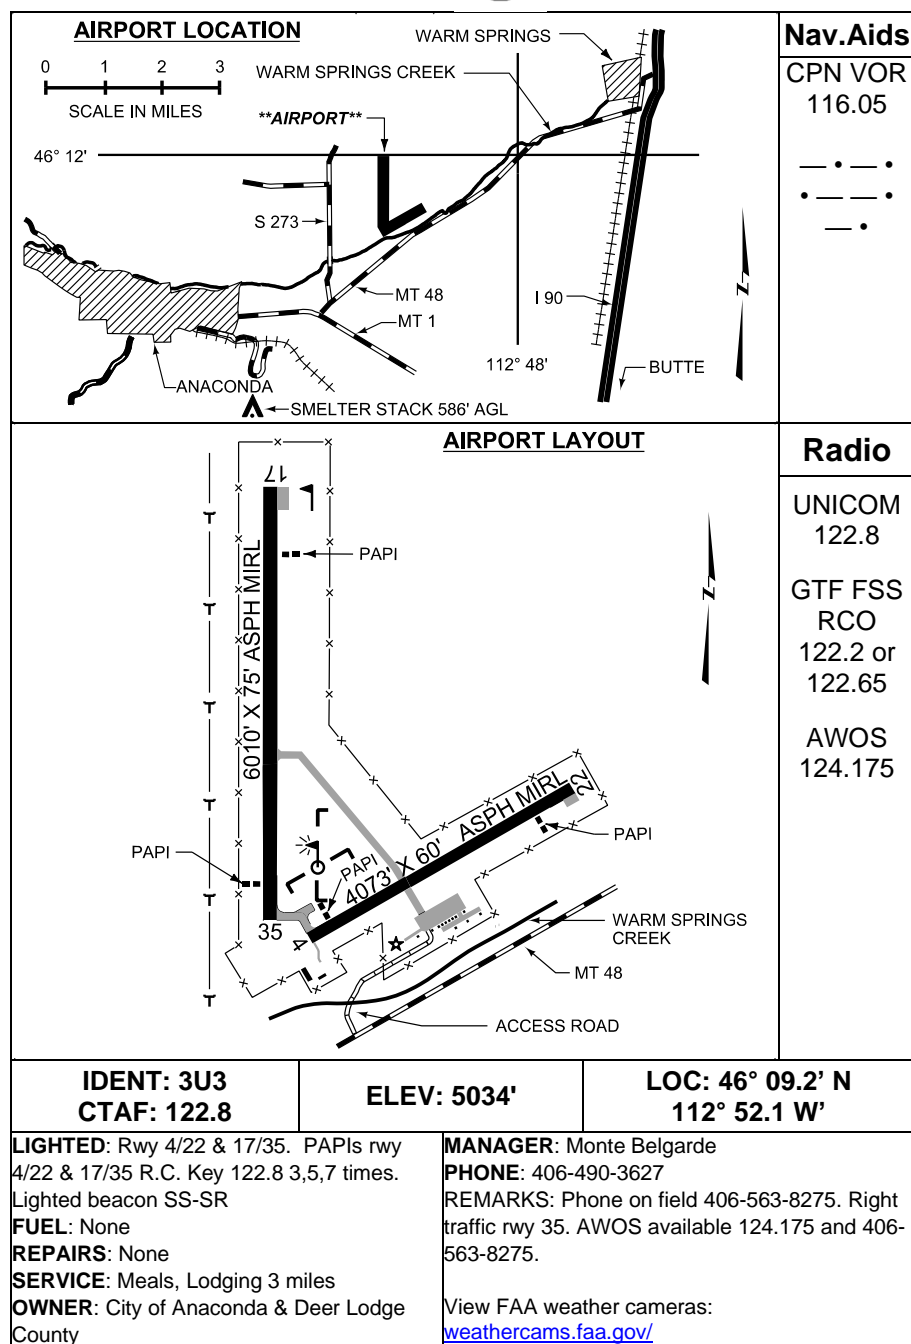 AIRPORT LOCATION
WARM SPRINGS
0 1 2 3
WARM SPRINGS CREEK
SCALE IN MILES
**AIRPORT**
46° 12'
S 273
N
I 90
MT 48
MT 1
112° 48'
BUTTE
ANACONDA
SMELTER STACK 586' AGL
Nav.Aids
CPN VOR
116.05
— • — •
• — — •
— •
AIRPORT LAYOUT
17
PAPI
6010' X 75' ASPH MIRL
N
22
4073' X 60' ASPH MIRL
PAPI
PAPI
PAPI
35
4
WARM SPRINGS
CREEK
MT 48
ACCESS ROAD
Radio
UNICOM
122.8
GTF FSS
RCO
122.2 or
122.65
AWOS
124.175
IDENT: 3U3
CTAF: 122.8
ELEV: 5034'
LOC: 46° 09.2’ N
112° 52.1 W’
LIGHTED: Rwy 4/22 & 17/35. PAPIs rwy
4/22 & 17/35 R.C. Key 122.8 3,5,7 times.
Lighted beacon SS-SR
FUEL: None
REPAIRS: None
SERVICE: Meals, Lodging 3 miles
OWNER: City of Anaconda & Deer Lodge
County
MANAGER: Monte Belgarde
PHONE: 406-490-3627
REMARKS: Phone on field 406-563-8275. Right
traffic rwy 35. AWOS available 124.175 and 406-
563-8275.
View FAA weather cameras:
weathercams.faa.gov/